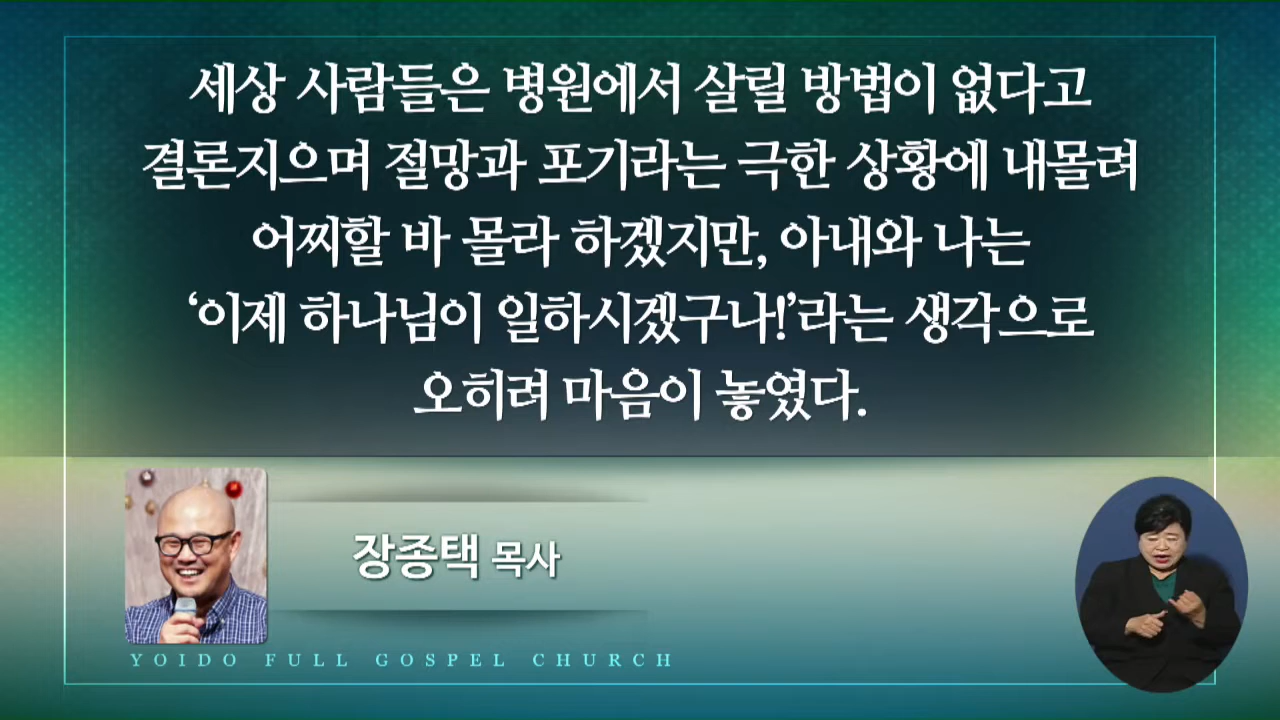 세상 사람들은 병원에서 살릴 방법이 없다고
결론지으며 절망과 포기라는 극한 상황에 내몰려
어찌할 바 몰라 하겠지만, 아내와 나는
‘이제 하나님이 일하시겠구나!’라는 생각으로
오히려 마음이 놓였다.
장종택 목사
YOIDO FULL GOSPEL CHURCH